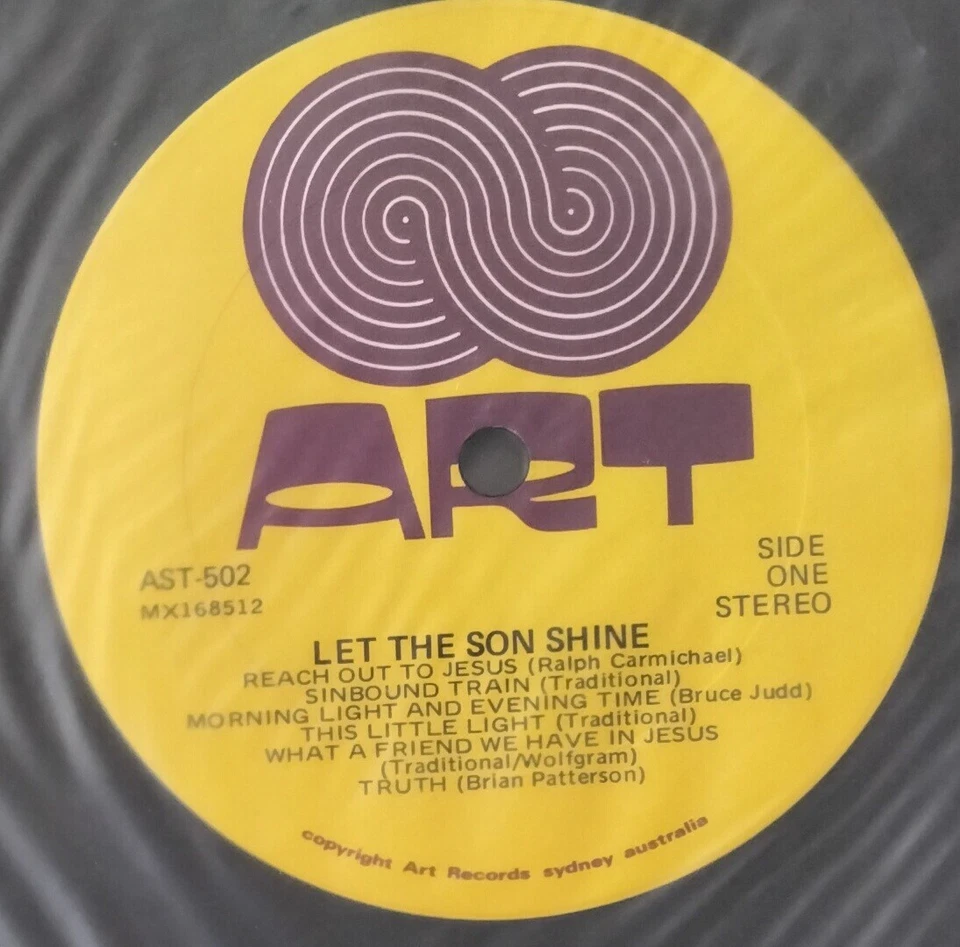 ART
AST-502
MX168512
SIDE
ONE
STEREO
LET THE SON SHINE
REACH OUT TO JESUS (Ralph Carmichael)
SINBOUND TRAIN (Traditional)
MORNING LIGHT AND EVENING TIME (Bruce Judd)
THIS LITTLE LIGHT (Traditional)
WHAT A FRIEND WE HAVE IN JESUS
(Traditional/Wolfgram)
TRUTH (Brian Patterson)
copyright Art Records sydney australia